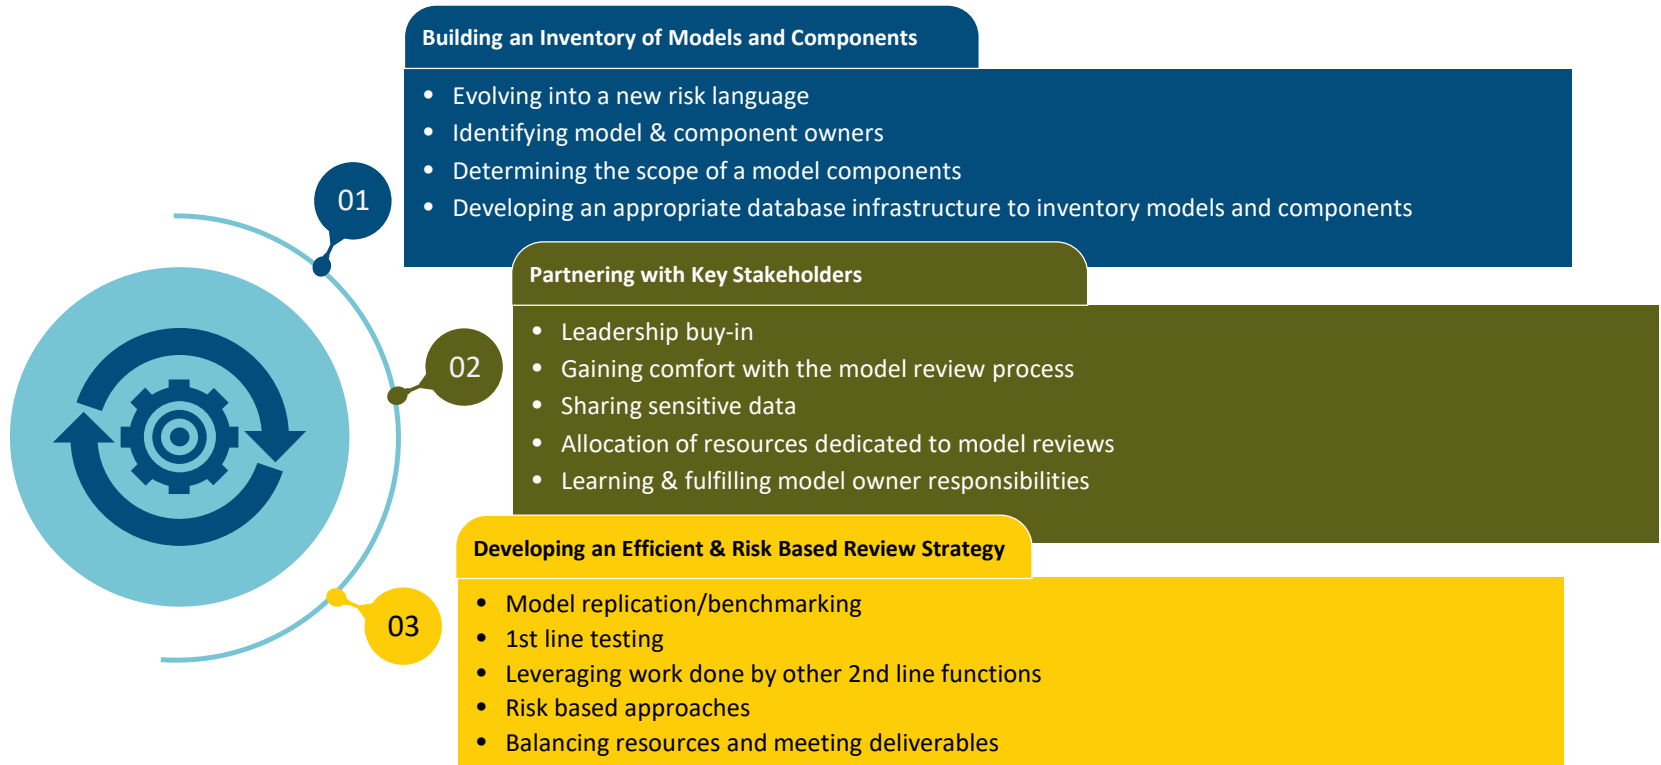 Building an Inventory of Models and Components
• Evolving into a new risk language
• Identifying model & component owners
• Determining the scope of a model components
• Developing an appropriate database infrastructure to inventory models and components
01
Partnering with Key Stakeholders
• Leadership buy-in
• Gaining comfort with the model review process
• Sharing sensitive data
• Allocation of resources dedicated to model reviews
• Learning & fulfilling model owner responsibilities
02
Developing an Efficient & Risk Based Review Strategy
• Model replication/benchmarking
• 1st line testing
• Leveraging work done by other 2nd line functions
• Risk based approaches
• Balancing resources and meeting deliverables
03